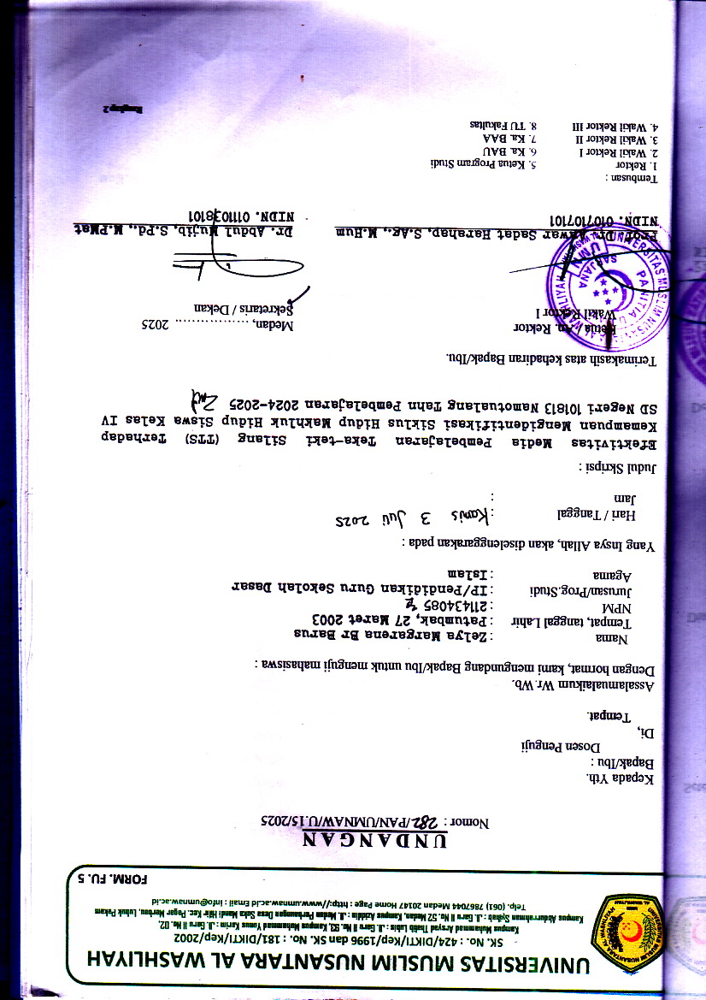 UNIVERSITAS MUSLIM NUSANTARA AL WASHLIYAH
SK. No. : 424/DIKTI/Kep/1996 dan SK. No. : 181/DIKTI/Kep/2002
Kampus Muhammad Arsyad Thalib Lubis : Jl. Garu II No. 93, Kampus Muhammad Yunus Karim : Jl. Garu II No. 02,
Kampus Abdurrahman Syihab : Jl. Garu II No. 52 Medan, Kampus Aziddin : Jl. Medan Perbaungan Desa Suka Mandi Hilir Kec. Pagar Merbau, Lubuk Pakam
Telp. (061) 7867044 Medan 20147 Home Page : http://www.umnaw.ac.id Email : info@umnaw.ac.id
FORM. FU. 5
UNDANGAN
Nomor : 282/PAN/UMNAW/U.15/2025
Kepada Yth.
Bapak/Ibu :
Dosen Penguji
Di,
Tempat.
Assalamualaikum Wr. Wb.
Dengan hormat, kami mengundang Bapak/Ibu untuk menguji mahasiswa :
Nama : Zelya Margarena Br Barus
Tempat, tanggal Lahir : Patumbak, 27 Maret 2003
NPM : 211434085
Jurusan/Prog.Studi : IP/Pendidikan Guru Sekolah Dasar
Agama : Islam
Yang Insya Allah, akan diselenggarakan pada :
Hari / Tanggal : Kamis 3 Juli 2025
Jam :
Judul Skripsi :
Efektivitas Media Pembelajaran Teka-teki Silang (TTS) Terhadap
Kemampuan Mengidentifikasi Siklus Hidup Makhluk Hidup Siswa Kelas IV
SD Negeri 101813 Namotualang Tahn Pembelajaran 2024-2025
Terimakasih atas kehadiran Bapak/Ibu.
Medan, .................. 2025
Ketua / An. Rektor
Wakil Rektor I
Sekretaris / Dekan
PANITIA
SARJANA
UMN
Prof. Dr. Anwar Sadat Harahap, S.Ag., M.Hum
NIDN. 0107107101
Dr. Abdul Mujib, S.Pd., M.PMat
NIDN. 0111038101
Tembusan :
1. Rektor
2. Wakil Rektor I
3. Wakil Rektor II
4. Wakil Rektor III
5. Ketua Program Studi
6. Ka. BAU
7. Ka. BAA
8. TU Fakultas
Rangkap 2